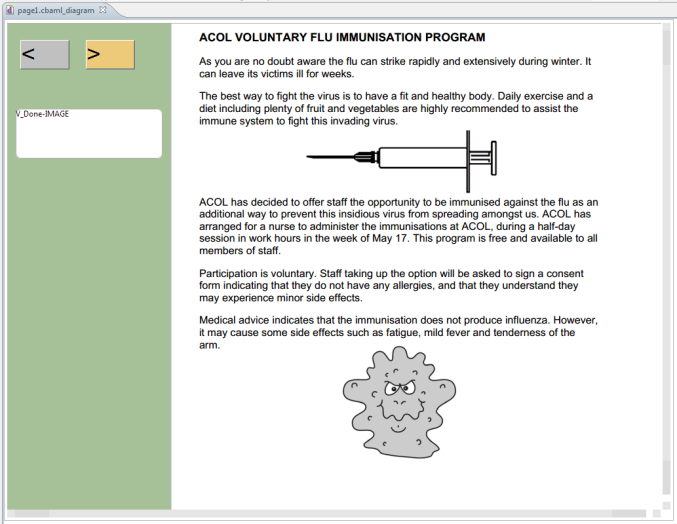 page1.cbaml_diagram
<
>
V_Done-IMAGE
ACOL VOLUNTARY FLU IMMUNISATION PROGRAM
As you are no doubt aware the flu can strike rapidly and extensively during winter. It
can leave its victims ill for weeks.
The best way to fight the virus is to have a fit and healthy body. Daily exercise and a
diet including plenty of fruit and vegetables are highly recommended to assist the
immune system to fight this invading virus.
ACOL has decided to offer staff the opportunity to be immunised against the flu as an
additional way to prevent this insidious virus from spreading amongst us. ACOL has
arranged for a nurse to administer the immunisations at ACOL, during a half-day
session in work hours in the week of May 17. This program is free and available to all
members of staff.
Participation is voluntary. Staff taking up the option will be asked to sign a consent
form indicating that they do not have any allergies, and that they understand they
may experience minor side effects.
Medical advice indicates that the immunisation does not produce influenza. However,
it may cause some side effects such as fatigue, mild fever and tenderness of the
arm.